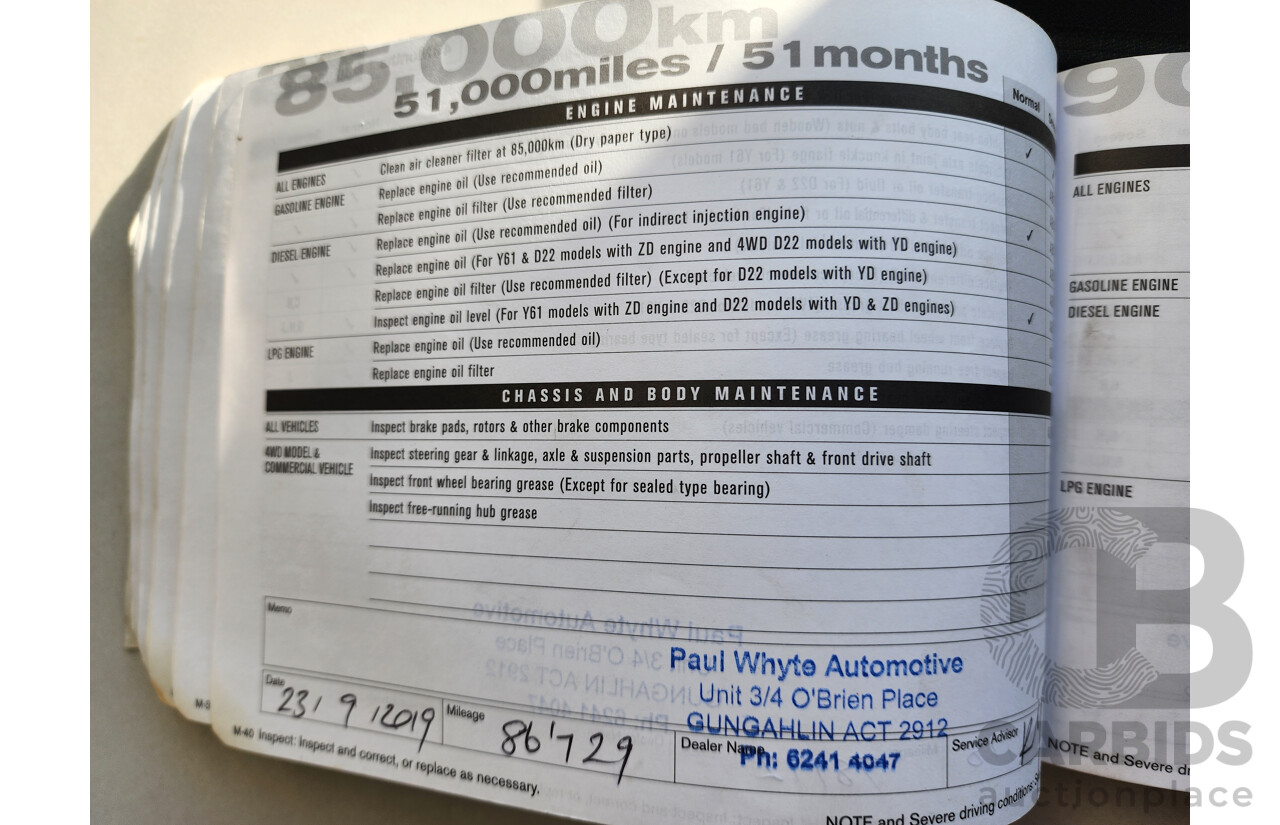 85,000km
51,000miles / 51months
ENGINE MAINTENANCE
Normal
ALL ENGINES Clean air cleaner filter at 85,000km (Dry paper type) ✓
GASOLINE ENGINE Replace engine oil (Use recommended oil)
Replace engine oil filter (Use recommended filter)
DIESEL ENGINE Replace engine oil (Use recommended oil) (For indirect injection engine) ✓
Replace engine oil (For Y61 & D22 models with ZD engine and 4WD D22 models with YD engine)
Replace engine oil filter (Use recommended filter) (Except for D22 models with YD engine)
Inspect engine oil level (For Y61 models with ZD engine and D22 models with YD & ZD engines) ✓
LPG ENGINE Replace engine oil (Use recommended oil)
Replace engine oil filter
CHASSIS AND BODY MAINTENANCE
ALL VEHICLES Inspect brake pads, rotors & other brake components
4WD MODEL & COMMERCIAL VEHICLE Inspect steering gear & linkage, axle & suspension parts, propeller shaft & front drive shaft
Inspect front wheel bearing grease (Except for sealed type bearing)
Inspect free-running hub grease
Memo
Paul Whyte Automotive
Unit 3/4 O'Brien Place
GUNGAHLIN ACT 2912
Ph: 6241 4047
Date 23/9/2019
Mileage 86'729
Dealer Name
Service Advisor
M-40 Inspect: Inspect and correct, or replace as necessary.
NOTE and Severe driving conditions
90
ALL ENGINES
GASOLINE ENGINE
DIESEL ENGINE
LPG ENGINE
NOTE and Severe dr
CARBIDS
auctionplace